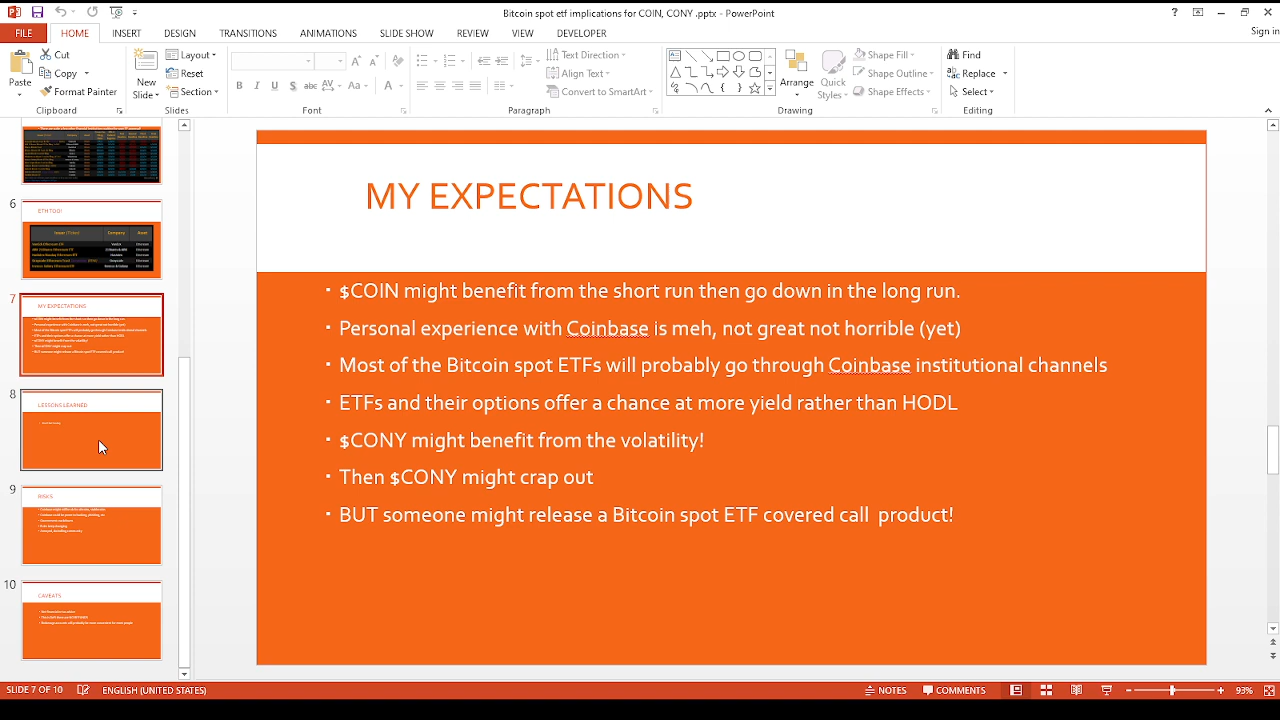 Bitcoin spot etf implications for COIN, CONY .pptx - PowerPoint
Sign in
FILE HOME INSERT DESIGN TRANSITIONS ANIMATIONS SLIDE SHOW REVIEW VIEW DEVELOPER
Paste
Cut
Copy
Format Painter
Clipboard
New Slide
Layout
Reset
Section
Slides
Font
Text Direction
Align Text
Convert to SmartArt
Paragraph
Arrange
Quick Styles
Shape Fill
Shape Outline
Shape Effects
Drawing
Find
Replace
Select
Editing
6
ETH TOO!
Issuer (Ticker) Company Asset
7
MY EXPECTATIONS
8
LESSONS LEARNED
9
RISKS
10
CAVEATS
MY EXPECTATIONS
$COIN might benefit from the short run then go down in the long run.
Personal experience with Coinbase is meh, not great not horrible (yet)
Most of the Bitcoin spot ETFs will probably go through Coinbase institutional channels
ETFs and their options offer a chance at more yield rather than HODL
$CONY might benefit from the volatility!
Then $CONY might crap out
BUT someone might release a Bitcoin spot ETF covered call product!
SLIDE 7 OF 10 ENGLISH (UNITED STATES) NOTES COMMENTS 93%